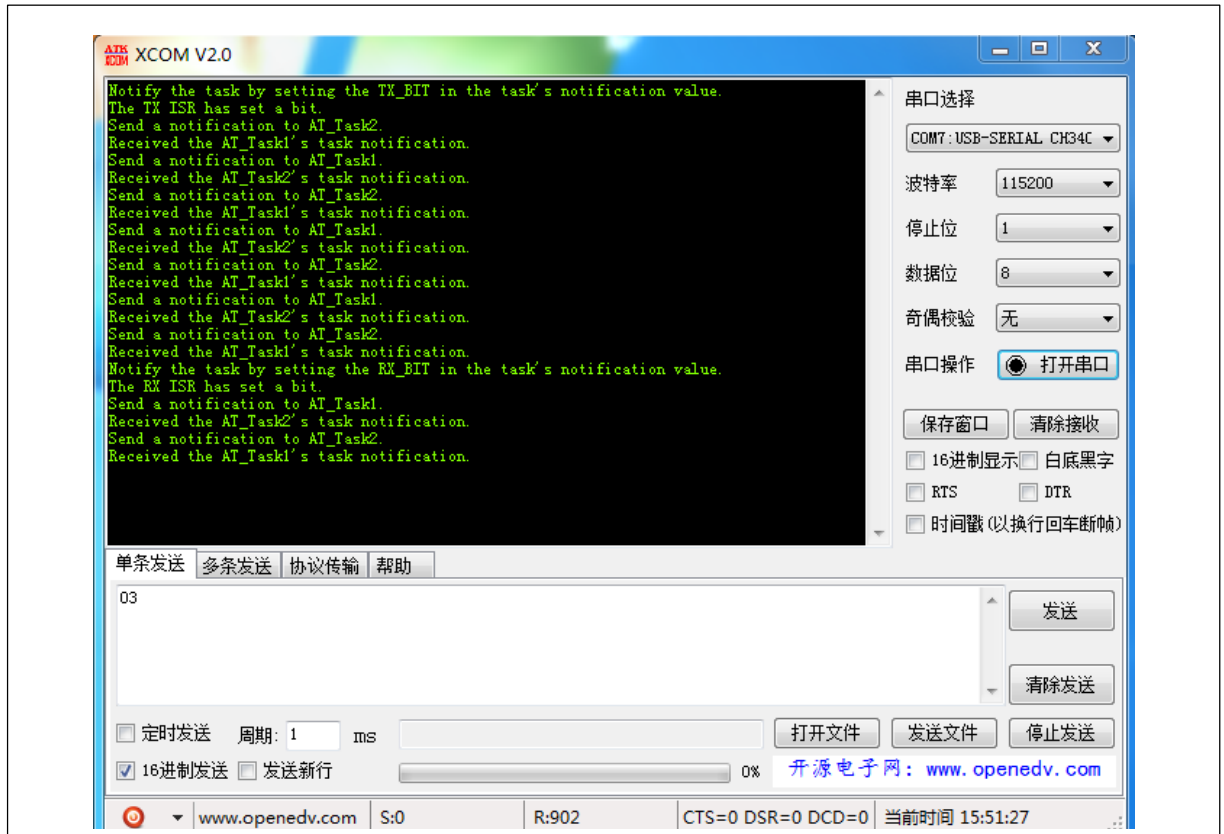 ATK XCOM XCOM V2.0
Notify the task by setting the TX_BIT in the task's notification value.
The TX ISR has set a bit.
Send a notification to AT_Task2.
Received the AT_Task1's task notification.
Send a notification to AT_Task1.
Received the AT_Task2's task notification.
Send a notification to AT_Task2.
Received the AT_Task1's task notification.
Send a notification to AT_Task1.
Received the AT_Task2's task notification.
Send a notification to AT_Task2.
Received the AT_Task1's task notification.
Send a notification to AT_Task1.
Received the AT_Task2's task notification.
Send a notification to AT_Task2.
Received the AT_Task1's task notification.
Notify the task by setting the RX_BIT in the task's notification value.
The RX ISR has set a bit.
Send a notification to AT_Task1.
Received the AT_Task2's task notification.
Send a notification to AT_Task2.
Received the AT_Task1's task notification.
串口选择
COM7:USB-SERIAL CH34C
波特率 115200
停止位 1
数据位 8
奇偶校验 无
串口操作 打开串口
保存窗口 清除接收
16进制显示 白底黑字
RTS DTR
时间戳(以换行回车断帧)
单条发送 多条发送 协议传输 帮助
03
发送
清除发送
定时发送 周期: 1 ms 打开文件 发送文件 停止发送
16进制发送 发送新行 0% 开源电子网: www.openedv.com
www.openedv.com S:0 R:902 CTS=0 DSR=0 DCD=0 当前时间 15:51:27